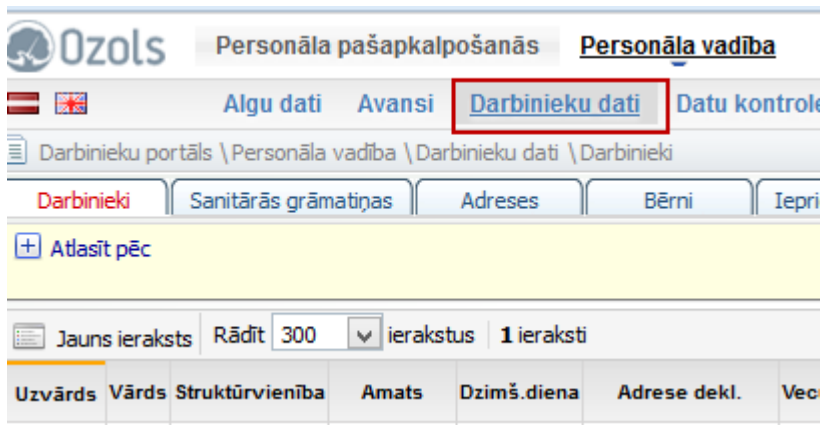 Ozols Personāla pašapkalpošanās Personāla vadība
Algu dati Avansi Darbinieku dati Datu kontrole
Darbinieku portāls \ Personāla vadība \ Darbinieku dati \ Darbinieki
Darbinieki Sanitārās grāmatiņas Adreses Bērni Iepri
Atlasīt pēc
Jauns ieraksts Rādīt 300 ierakstus 1 ieraksti
Uzvārds Vārds Struktūrvienība Amats Dzimš.diena Adrese dekl. Vec